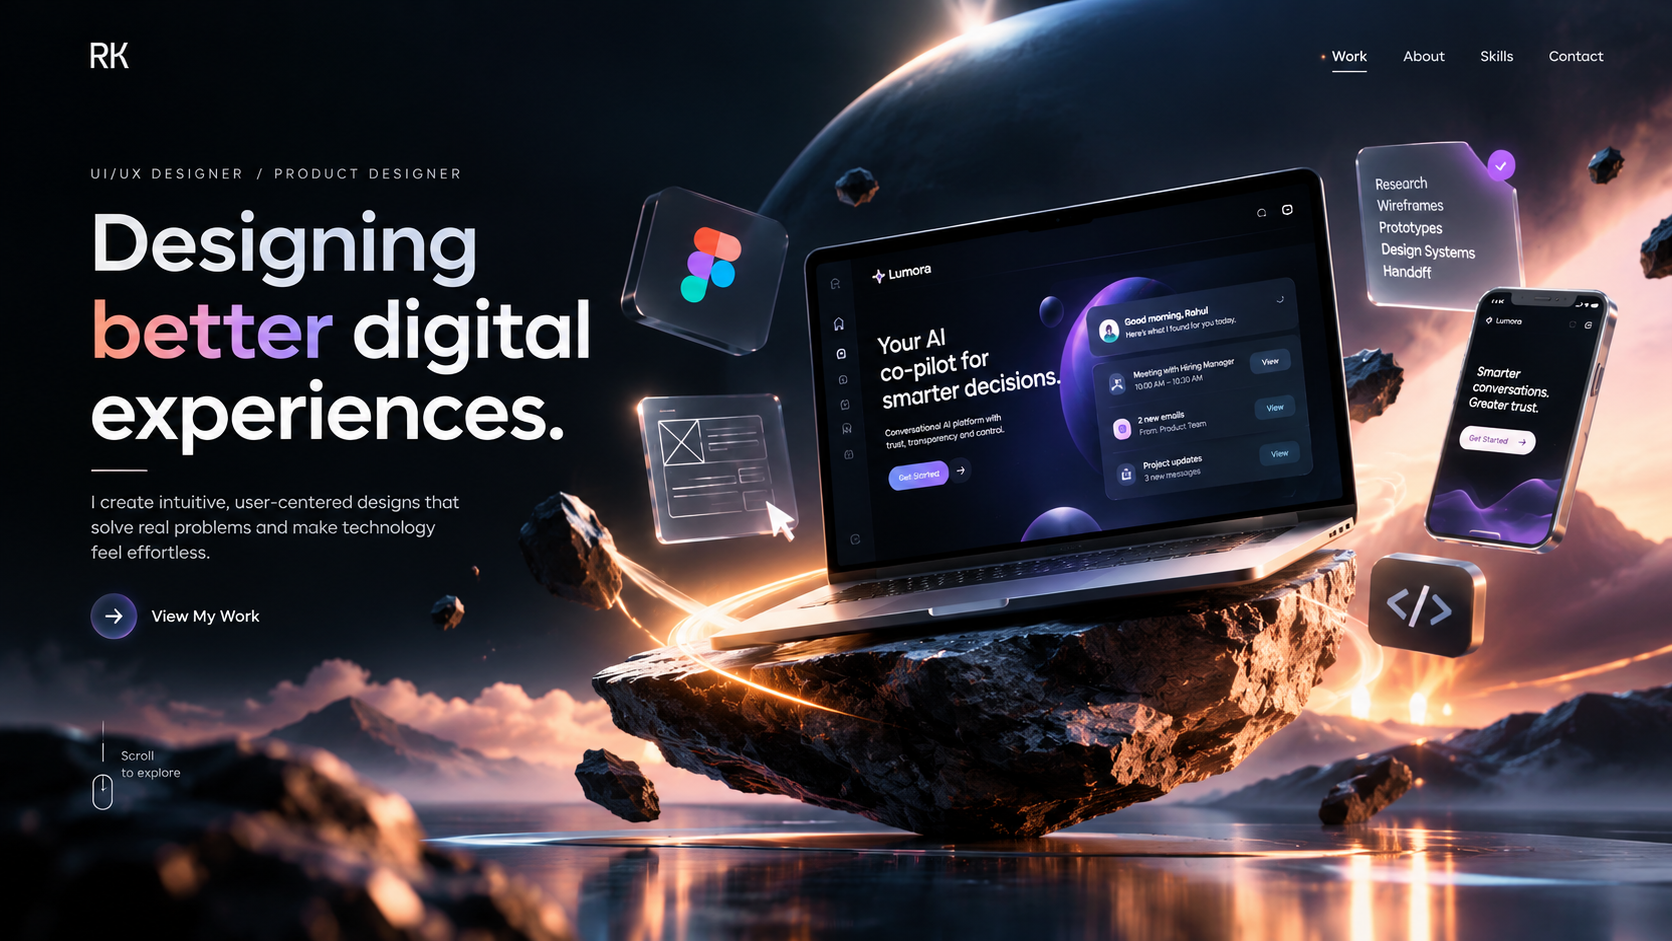 RK
Work
About
Skills
Contact
UI/UX DESIGNER / PRODUCT DESIGNER
Designing
better digital
experiences.
I create intuitive, user-centered designs that
solve real problems and make technology
feel effortless.
View My Work
Scroll
to explore
Lumora
Your AI
co-pilot for
smarter decisions.
Conversational AI platform with
trust, transparency and control.
Get Started
Good morning, Rahul
Here's what I found for you today.
Meeting with Hiring Manager
10:00 AM – 10:30 AM
View
2 new emails
From: Product Team
View
Project updates
3 new messages
View
Research
Wireframes
Prototypes
Design Systems
Handoff
Lumora
Smarter
conversations.
Greater trust.
Get Started
</>